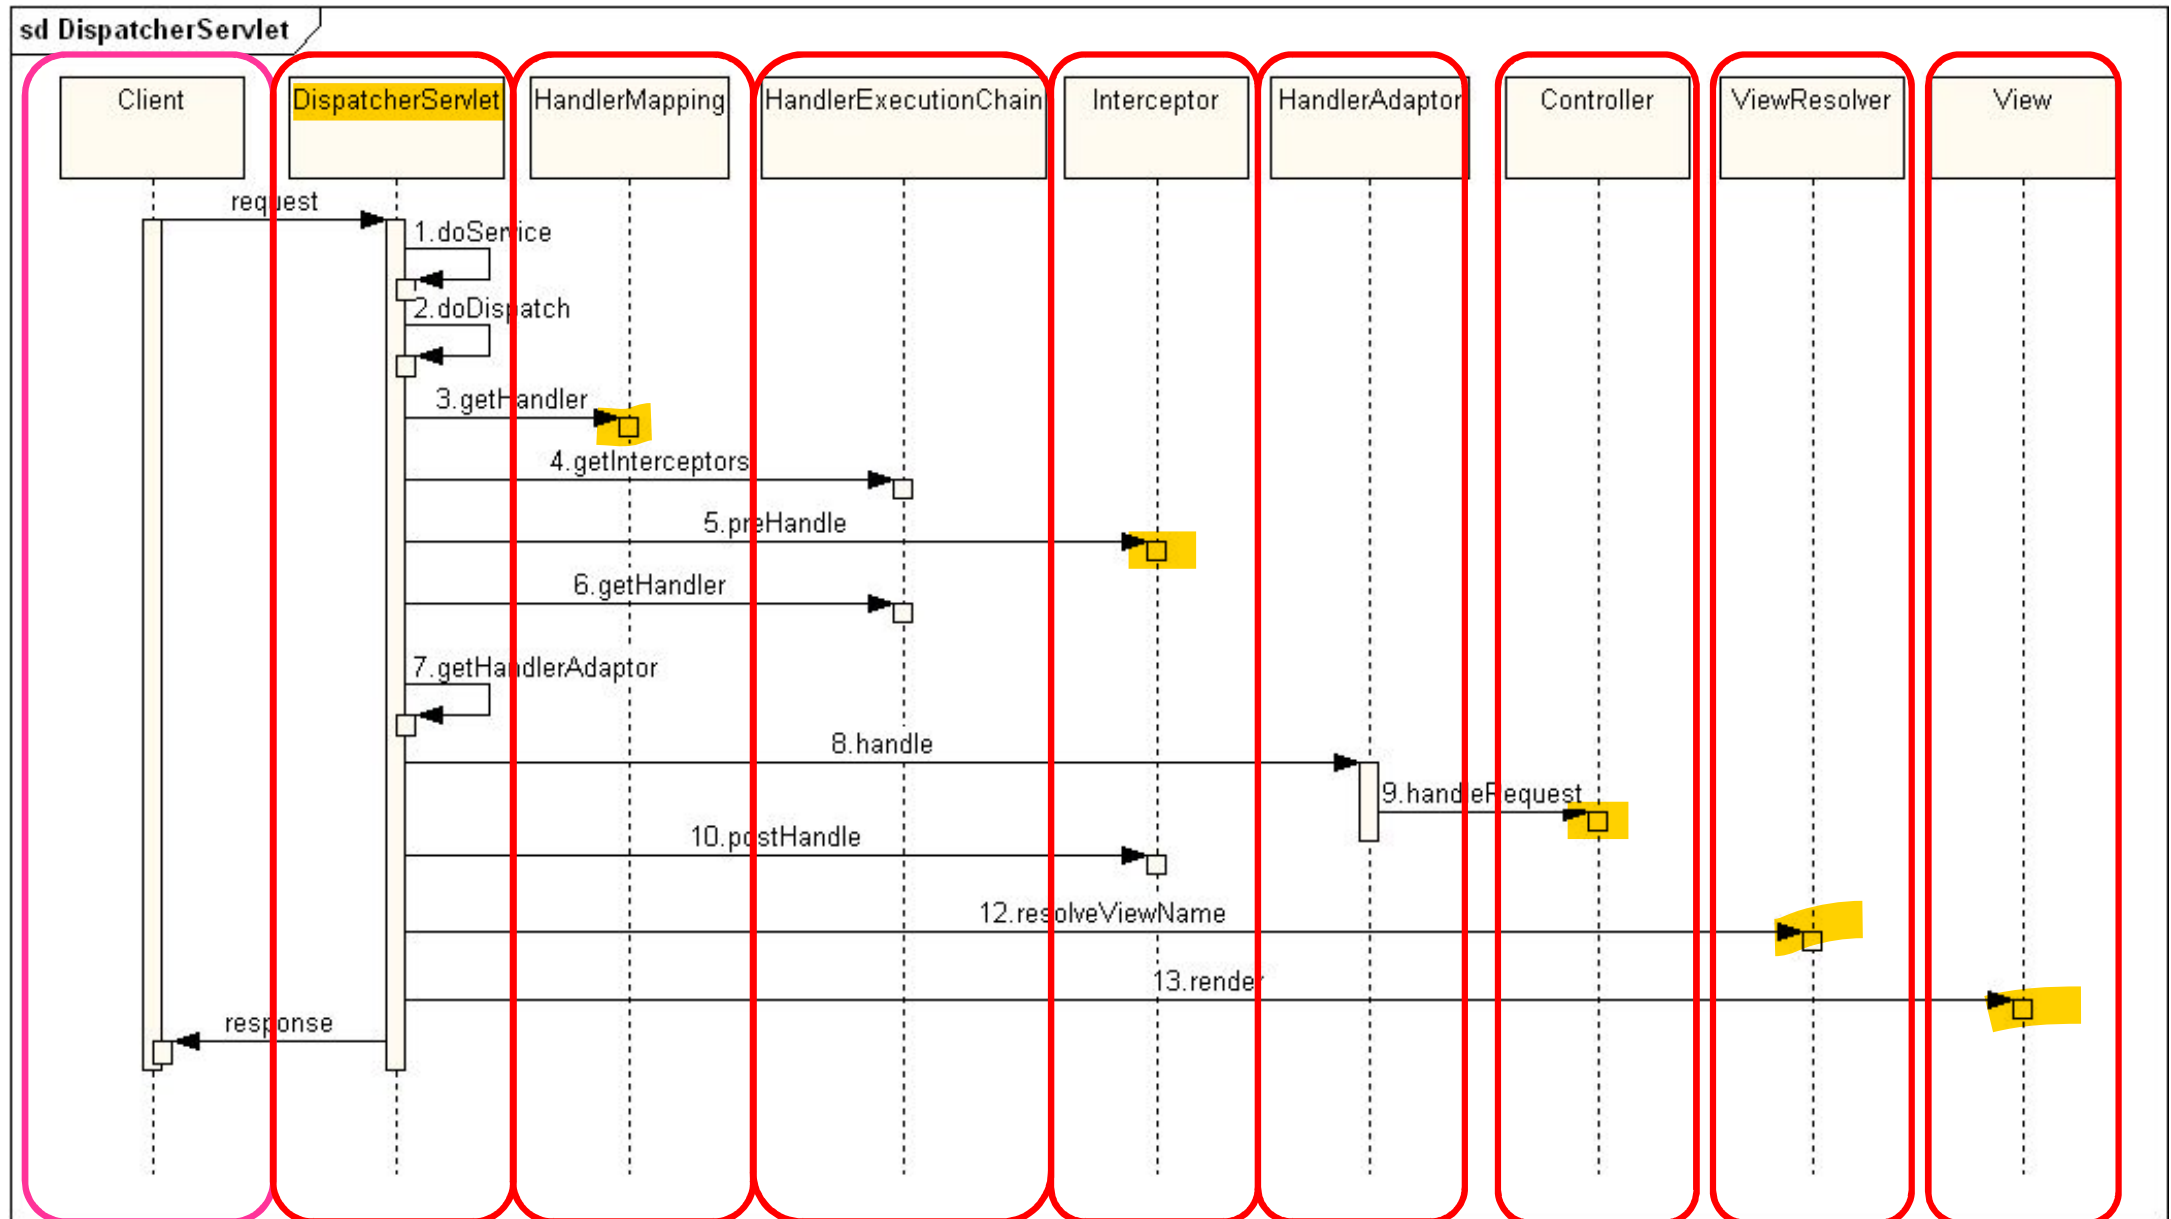 sd DispatcherServlet
Client
DispatcherServlet
HandlerMapping
HandlerExecutionChain
Interceptor
HandlerAdaptor
Controller
ViewResolver
View
request
1.doService
2.doDispatch
3.getHandler
4.getInterceptors
5.preHandle
6.getHandler
7.getHandlerAdaptor
8.handle
9.handleRequest
10.postHandle
12.resolveViewName
13.render
response